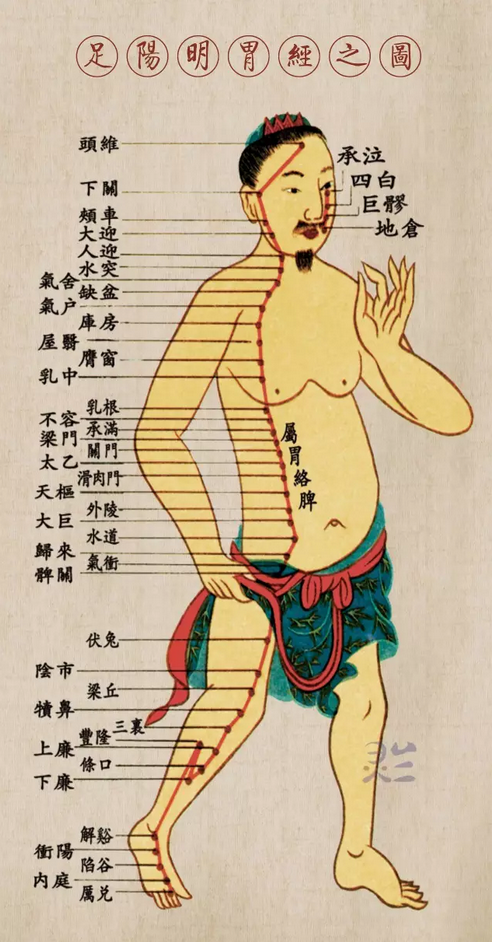 足陽明胃經之圖
頭維
承泣
四白
巨髎
地倉
下關
頰車
大迎
人迎
水突
氣舍
缺盆
氣户
庫房
屋翳
膺窗
乳中
乳根
不容
承滿
梁門
關門
太乙
滑肉門
天樞
外陵
大巨
水道
歸來
氣衝
髀關
屬胃絡脾
伏兔
陰市
梁丘
犢鼻
三裏
豐隆
上廉
條口
下廉
解谿
衝陽
陷谷
内庭
厲兑